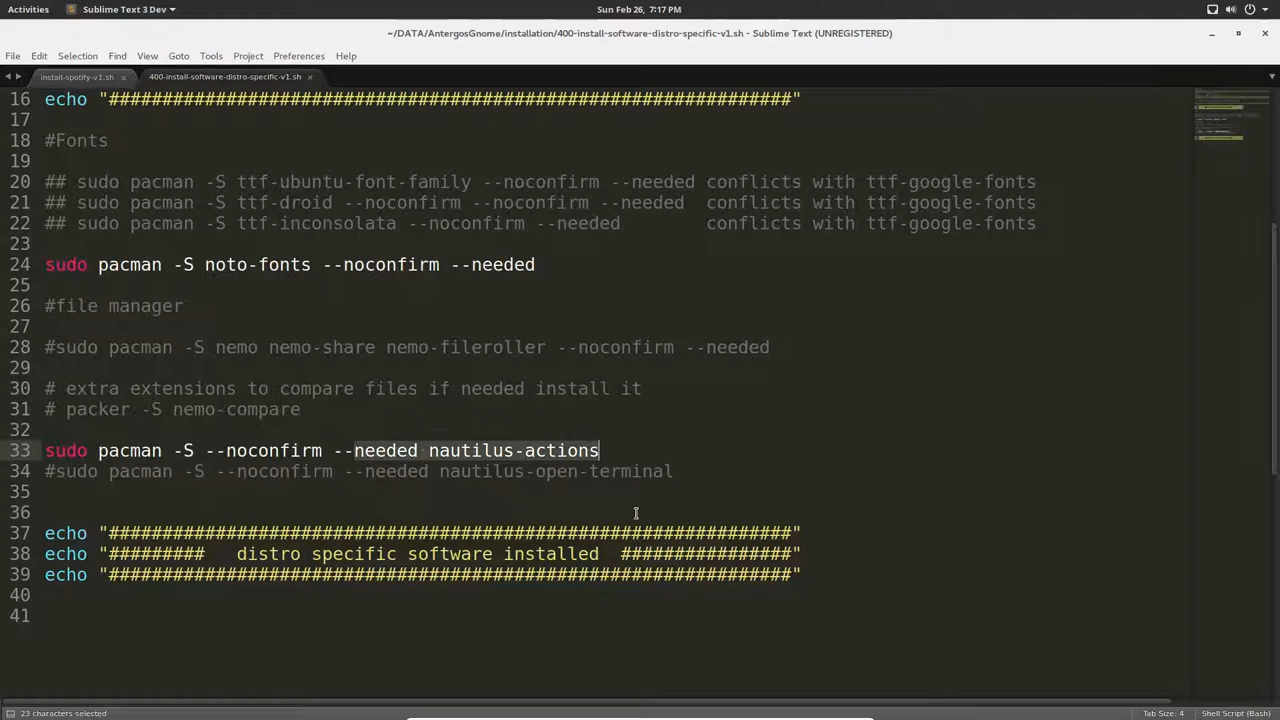 Activities Sublime Text 3 Dev Sun Feb 26, 7:17 PM
~/DATA/AntergosGnome/installation/400-install-software-distro-specific-v1.sh - Sublime Text (UNREGISTERED)
File Edit Selection Find View Goto Tools Project Preferences Help
install-spotify-v1.sh × 400-install-software-distro-specific-v1.sh ×
16 echo "################################################################"
17
18 #Fonts
19
20 ## sudo pacman -S ttf-ubuntu-font-family --noconfirm --needed conflicts with ttf-google-fonts
21 ## sudo pacman -S ttf-droid --noconfirm --noconfirm --needed conflicts with ttf-google-fonts
22 ## sudo pacman -S ttf-inconsolata --noconfirm --needed conflicts with ttf-google-fonts
23
24 sudo pacman -S noto-fonts --noconfirm --needed
25
26 #file manager
27
28 #sudo pacman -S nemo nemo-share nemo-fileroller --noconfirm --needed
29
30 # extra extensions to compare files if needed install it
31 # packer -S nemo-compare
32
33 sudo pacman -S --noconfirm --needed nautilus-actions
34 #sudo pacman -S --noconfirm --needed nautilus-open-terminal
35
36
37 echo "################################################################"
38 echo "######### distro specific software installed ################"
39 echo "################################################################"
40
41
23 characters selected Tab Size: 4 Shell Script (Bash)